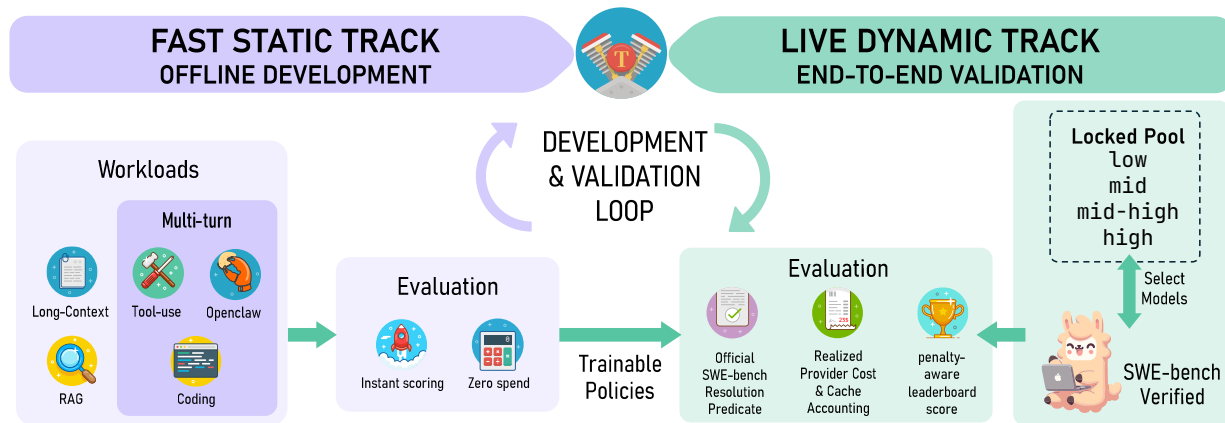 FAST STATIC TRACK
OFFLINE DEVELOPMENT
T
LIVE DYNAMIC TRACK
END-TO-END VALIDATION
Workloads
Multi-turn
Long-Context
Tool-use
Openclaw
RAG
Coding
Evaluation
Instant scoring
Zero spend
DEVELOPMENT
& VALIDATION
LOOP
Trainable
Policies
Evaluation
Official
SWE-bench
Resolution
Predicate
Realized
Provider Cost
& Cache
Accounting
penalty-
aware
leaderboard
score
Locked Pool
low
mid
mid-high
high
Select
Models
SWE-bench
Verified